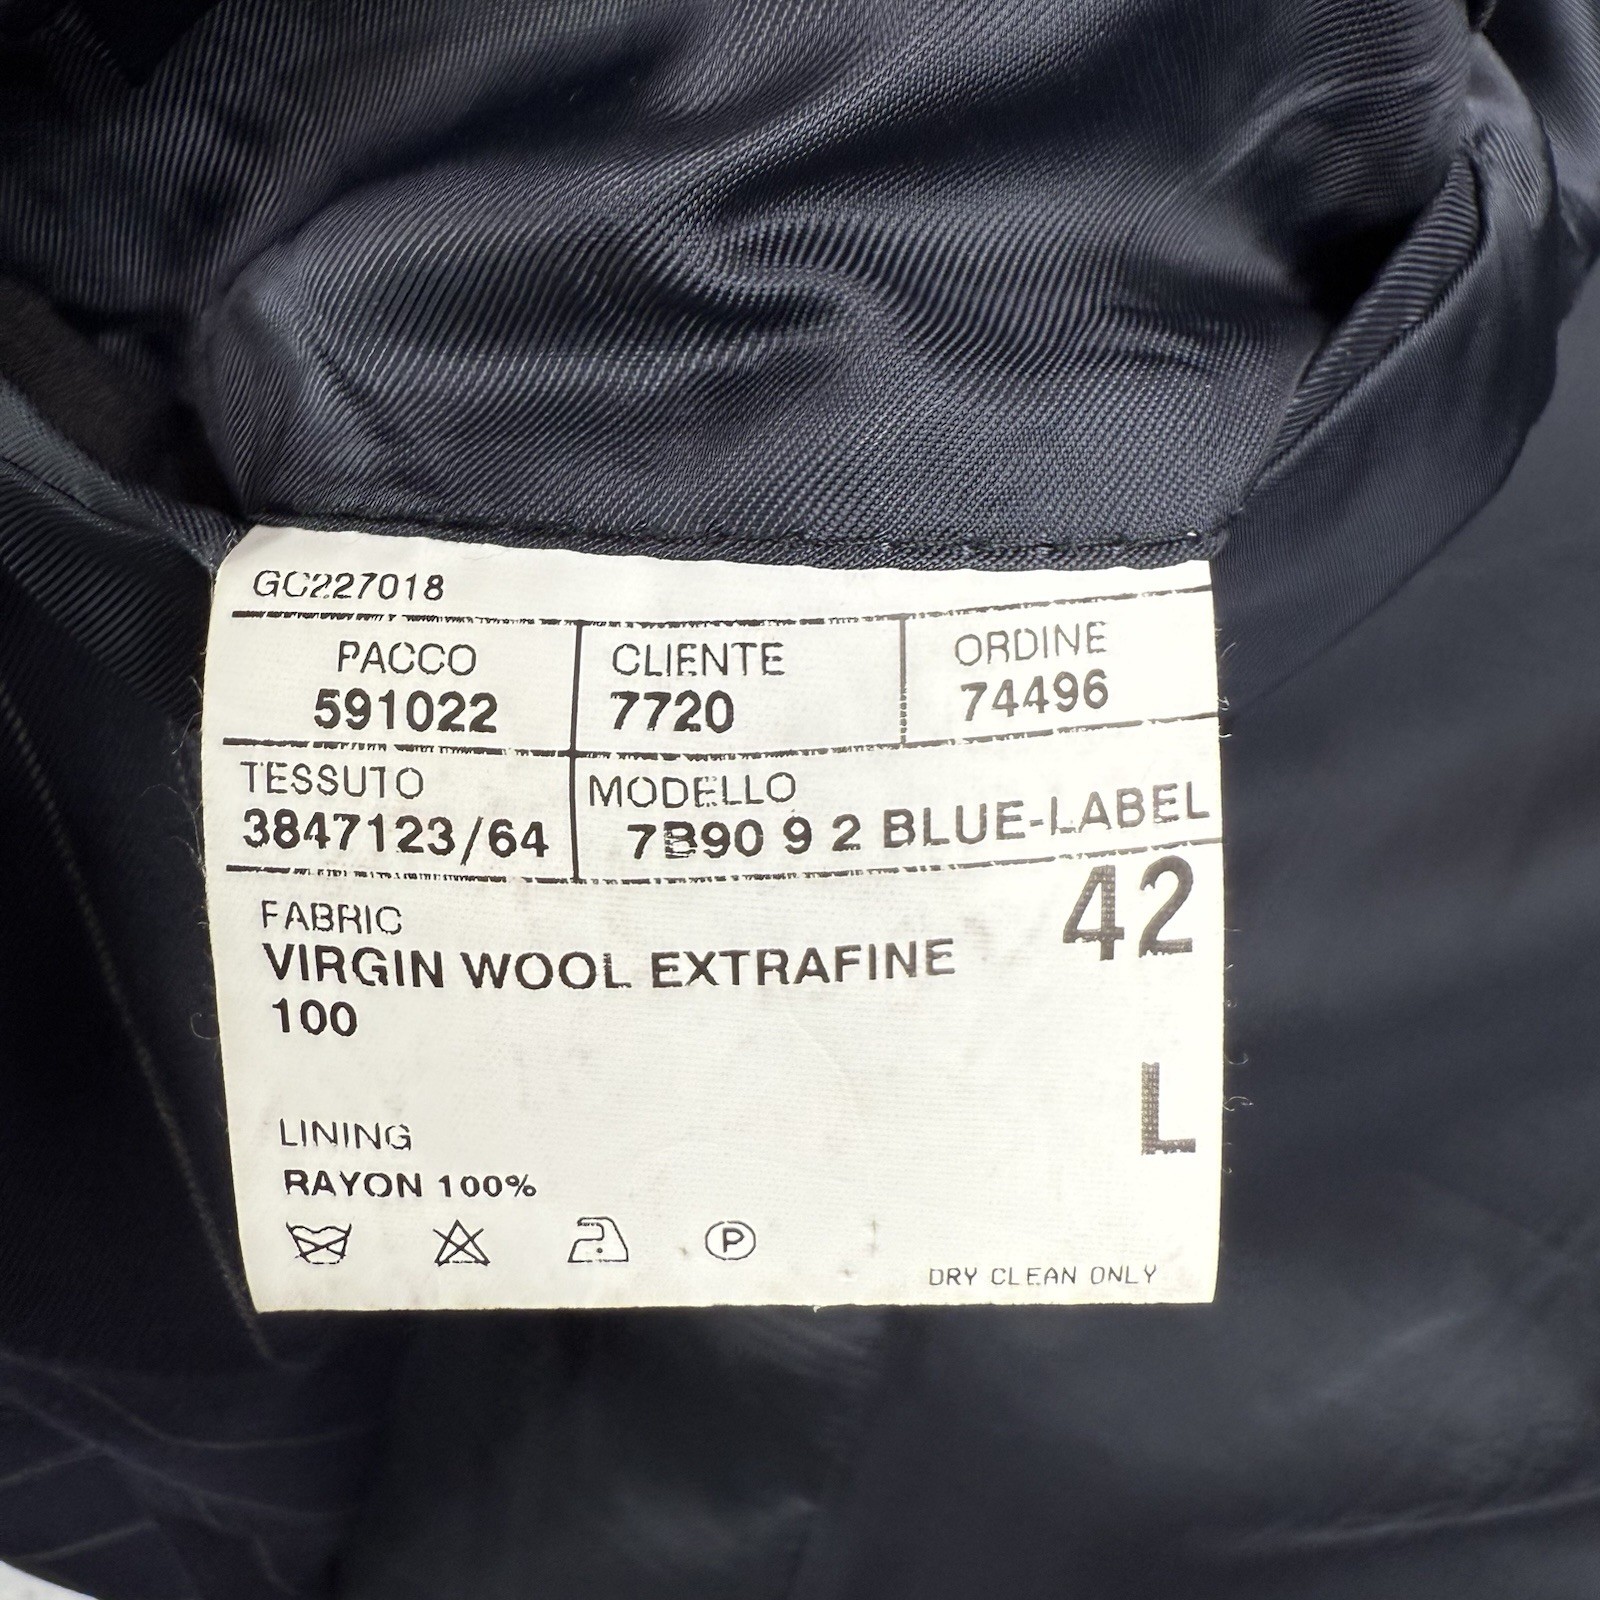 GC227018
PACCO CLIENTE ORDINE
591022 7720 74496
TESSUTO MODELLO
3847123/64 7B90 9 2 BLUE-LABEL
FABRIC 42
VIRGIN WOOL EXTRAFINE
100
L
LINING
RAYON 100%
P
DRY CLEAN ONLY